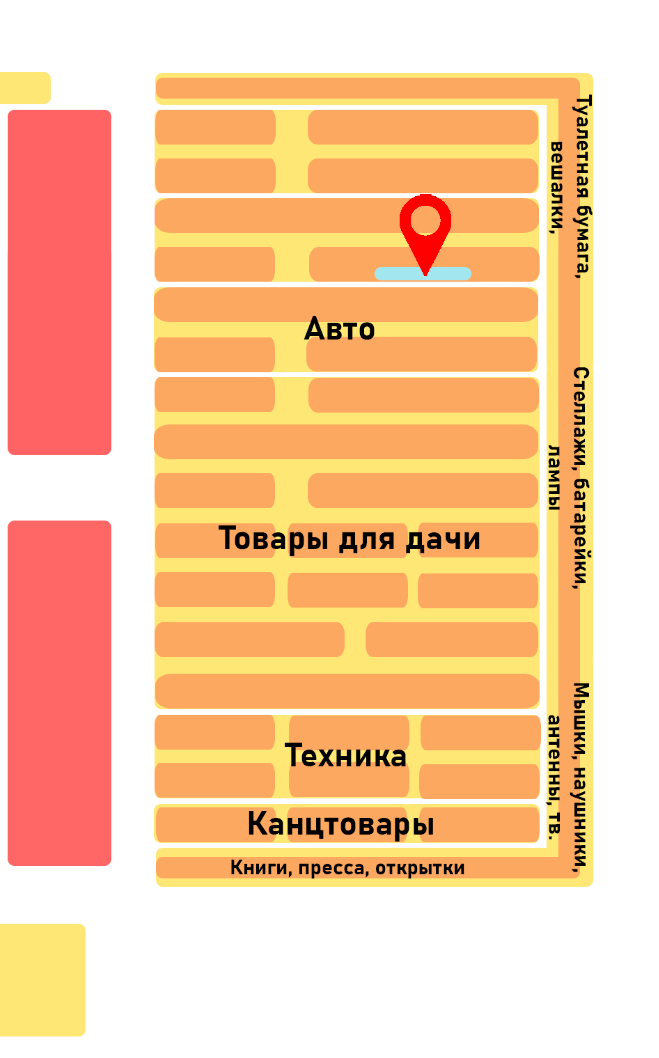 Туалетная бумага,
вешалки,
Авто
Стеллажи, батарейки,
лампы
Товары для дачи
Мышки, наушники,
антенны, тв.
Техника
Канцтовары
Книги, пресса, открытки